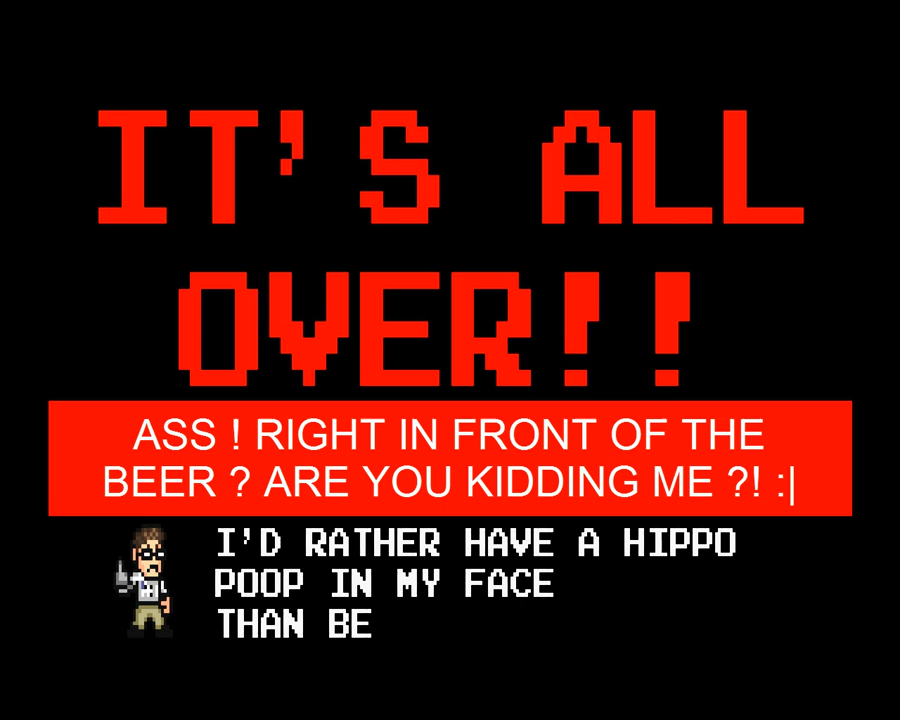 IT'S ALL
OVER!!
ASS ! RIGHT IN FRONT OF THE
BEER ? ARE YOU KIDDING ME ?! :|
I'D RATHER HAVE A HIPPO
POOP IN MY FACE
THAN BE